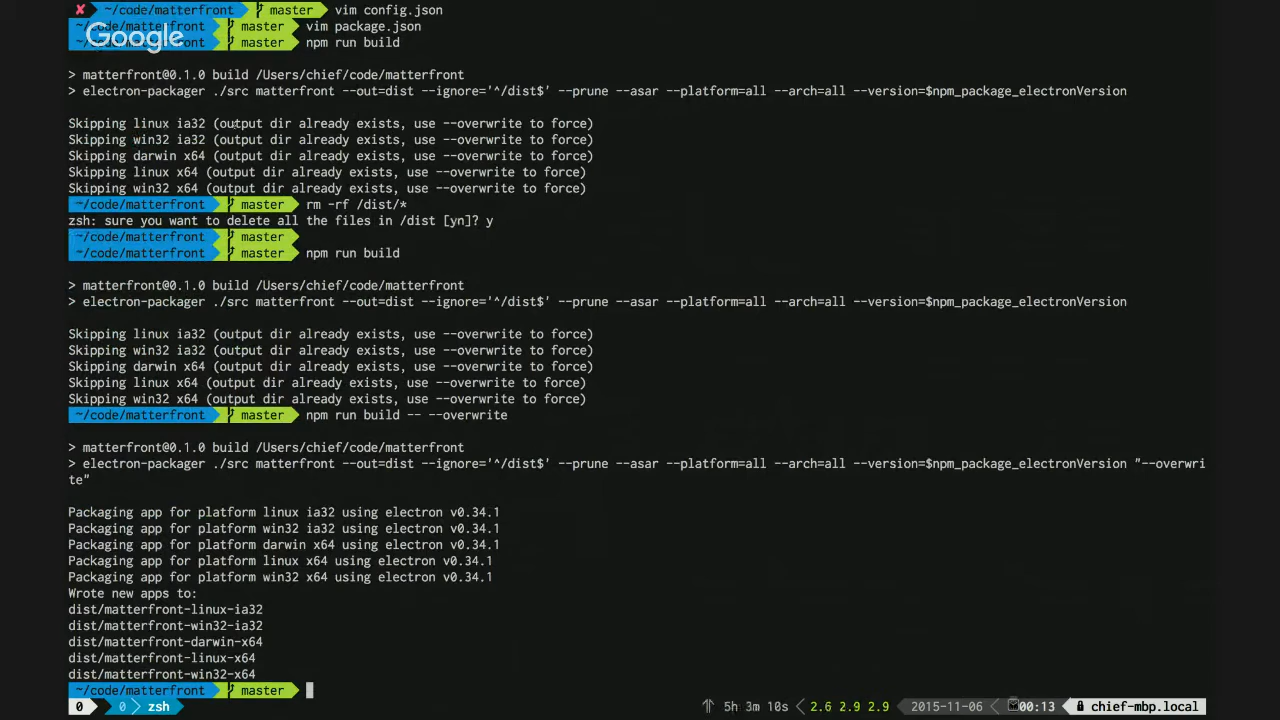 ✘ ~/code/matterfront master vim config.json
Google
~/code/matterfront master vim package.json
~/code/matterfront master npm run build
> matterfront@0.1.0 build /Users/chief/code/matterfront
> electron-packager ./src matterfront --out=dist --ignore='^/dist$' --prune --asar --platform=all --arch=all --version=$npm_package_electronVersion
Skipping linux ia32 (output dir already exists, use --overwrite to force)
Skipping win32 ia32 (output dir already exists, use --overwrite to force)
Skipping darwin x64 (output dir already exists, use --overwrite to force)
Skipping linux x64 (output dir already exists, use --overwrite to force)
Skipping win32 x64 (output dir already exists, use --overwrite to force)
~/code/matterfront master rm -rf /dist/*
zsh: sure you want to delete all the files in /dist [yn]? y
~/code/matterfront master
~/code/matterfront master npm run build
> matterfront@0.1.0 build /Users/chief/code/matterfront
> electron-packager ./src matterfront --out=dist --ignore='^/dist$' --prune --asar --platform=all --arch=all --version=$npm_package_electronVersion
Skipping linux ia32 (output dir already exists, use --overwrite to force)
Skipping win32 ia32 (output dir already exists, use --overwrite to force)
Skipping darwin x64 (output dir already exists, use --overwrite to force)
Skipping linux x64 (output dir already exists, use --overwrite to force)
Skipping win32 x64 (output dir already exists, use --overwrite to force)
~/code/matterfront master npm run build -- --overwrite
> matterfront@0.1.0 build /Users/chief/code/matterfront
> electron-packager ./src matterfront --out=dist --ignore='^/dist$' --prune --asar --platform=all --arch=all --version=$npm_package_electronVersion "--overwri
te"
Packaging app for platform linux ia32 using electron v0.34.1
Packaging app for platform win32 ia32 using electron v0.34.1
Packaging app for platform darwin x64 using electron v0.34.1
Packaging app for platform linux x64 using electron v0.34.1
Packaging app for platform win32 x64 using electron v0.34.1
Wrote new apps to:
dist/matterfront-linux-ia32
dist/matterfront-win32-ia32
dist/matterfront-darwin-x64
dist/matterfront-linux-x64
dist/matterfront-win32-x64
~/code/matterfront master
0 0 zsh 5h 3m 10s 2.6 2.9 2.9 2015-11-06 00:13 chief-mbp.local